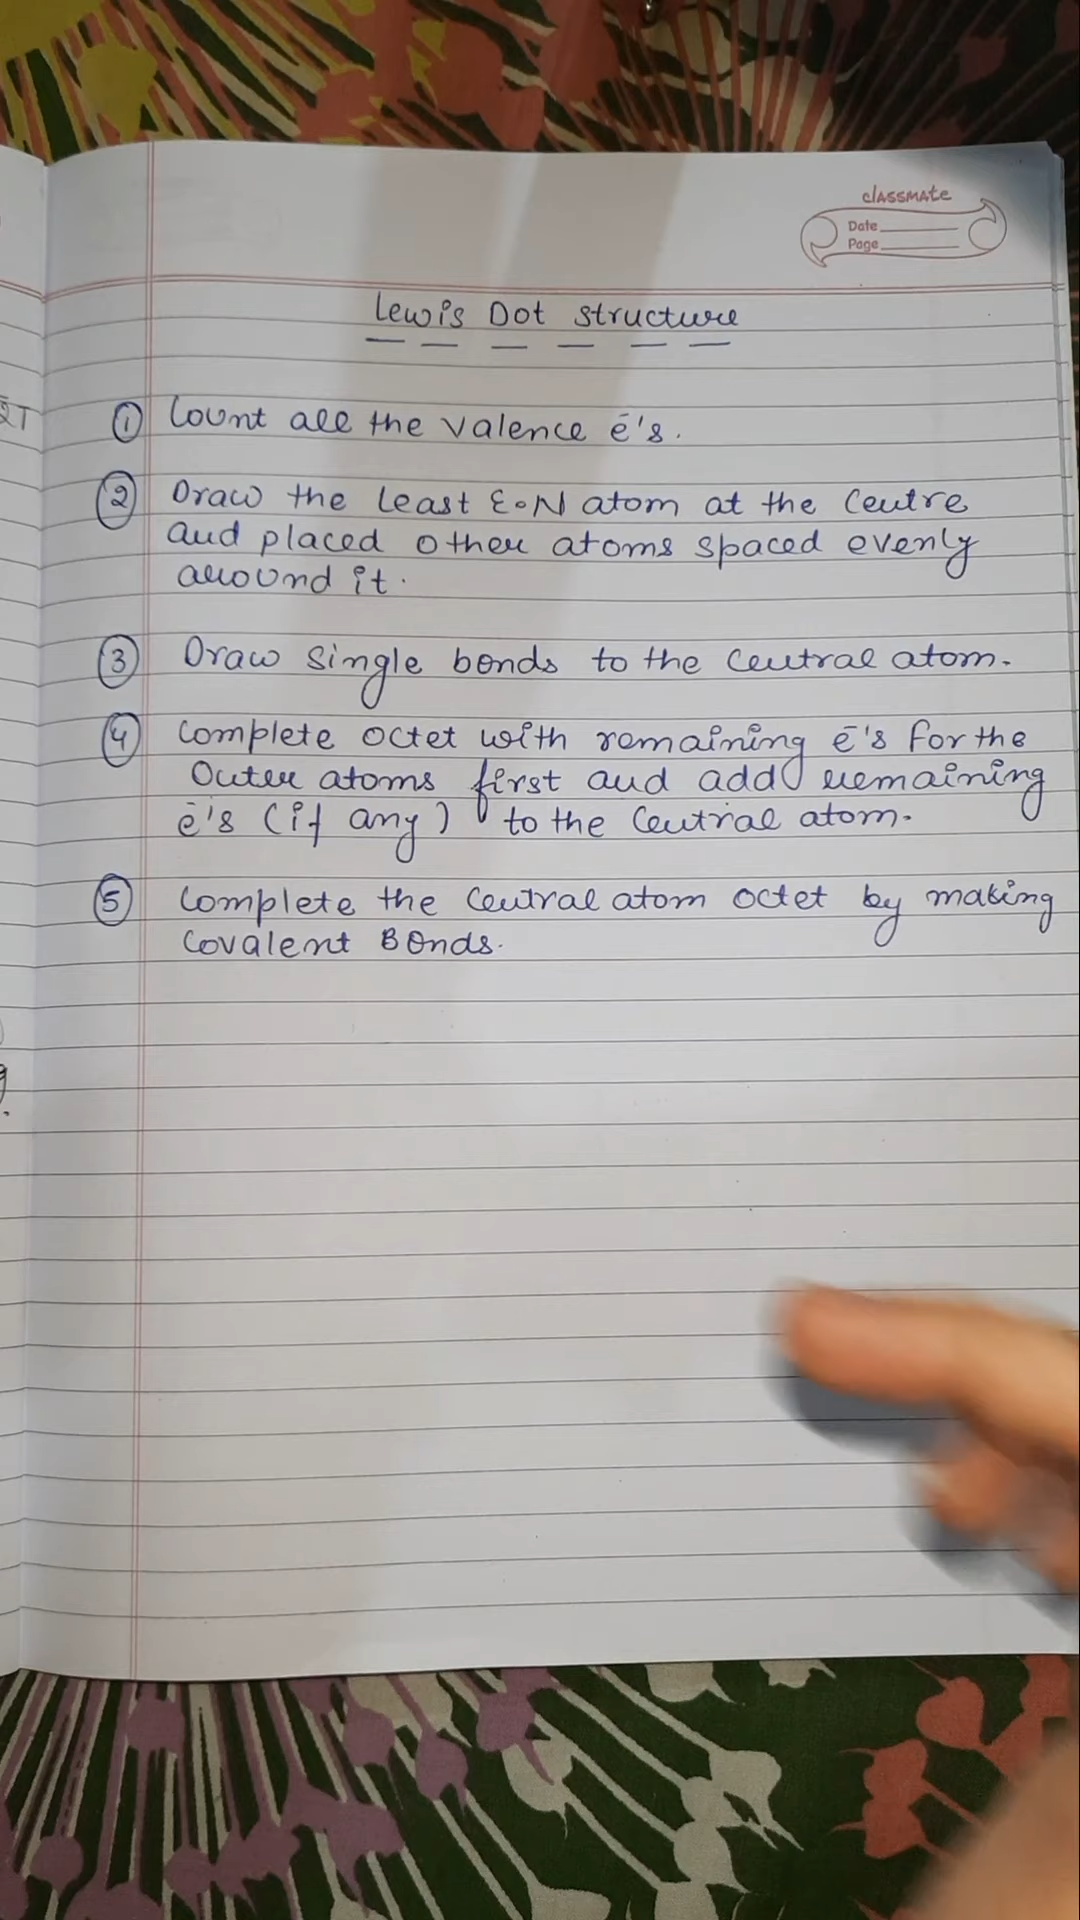 classmate
Date
Page
Lewis Dot structure
① Count all the valence ē's.
② Draw the least E.N atom at the centre
and placed other atoms spaced evenly
around it.
③ Draw single bonds to the central atom.
④ complete octet with remaining ē's for the
outer atoms first and add remaining
ē's (if any) to the central atom.
⑤ complete the central atom octet by making
covalent Bonds.